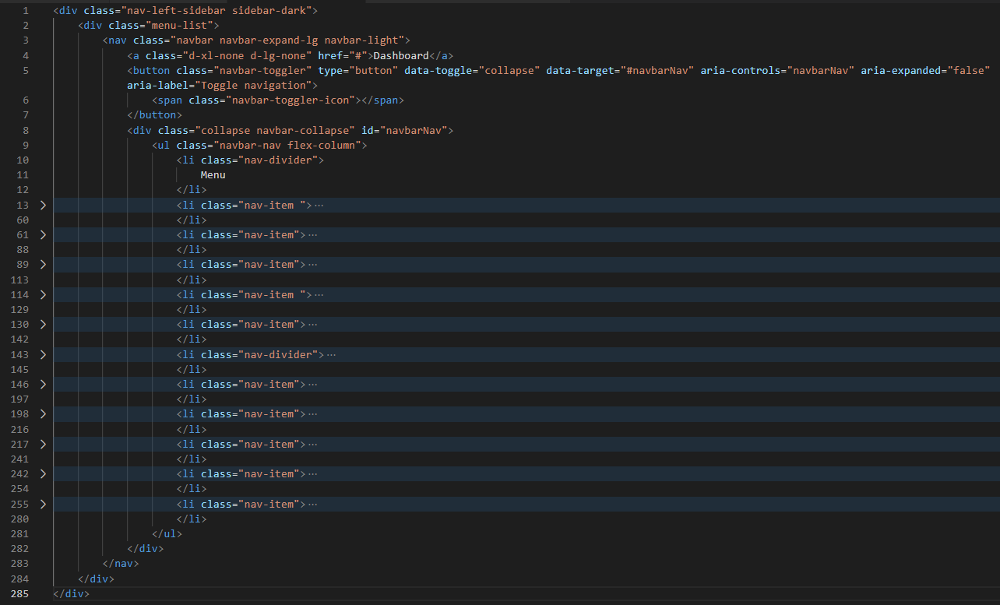 1 <div class="nav-left-sidebar sidebar-dark">
2 <div class="menu-list">
3 <nav class="navbar navbar-expand-lg navbar-light">
4 <a class="d-xl-none d-lg-none" href="#">Dashboard</a>
5 <button class="navbar-toggler" type="button" data-toggle="collapse" data-target="#navbarNav" aria-controls="navbarNav" aria-expanded="false"
aria-label="Toggle navigation">
6 <span class="navbar-toggler-icon"></span>
7 </button>
8 <div class="collapse navbar-collapse" id="navbarNav">
9 <ul class="navbar-nav flex-column">
10 <li class="nav-divider">
11 Menu
12 </li>
13 <li class="nav-item ">⋯
60 </li>
61 <li class="nav-item">⋯
88 </li>
89 <li class="nav-item">⋯
113 </li>
114 <li class="nav-item ">⋯
129 </li>
130 <li class="nav-item">⋯
142 </li>
143 <li class="nav-divider">⋯
145 </li>
146 <li class="nav-item">⋯
197 </li>
198 <li class="nav-item">⋯
216 </li>
217 <li class="nav-item">⋯
241 </li>
242 <li class="nav-item">⋯
254 </li>
255 <li class="nav-item">⋯
280 </li>
281 </ul>
282 </div>
283 </nav>
284 </div>
285 </div>